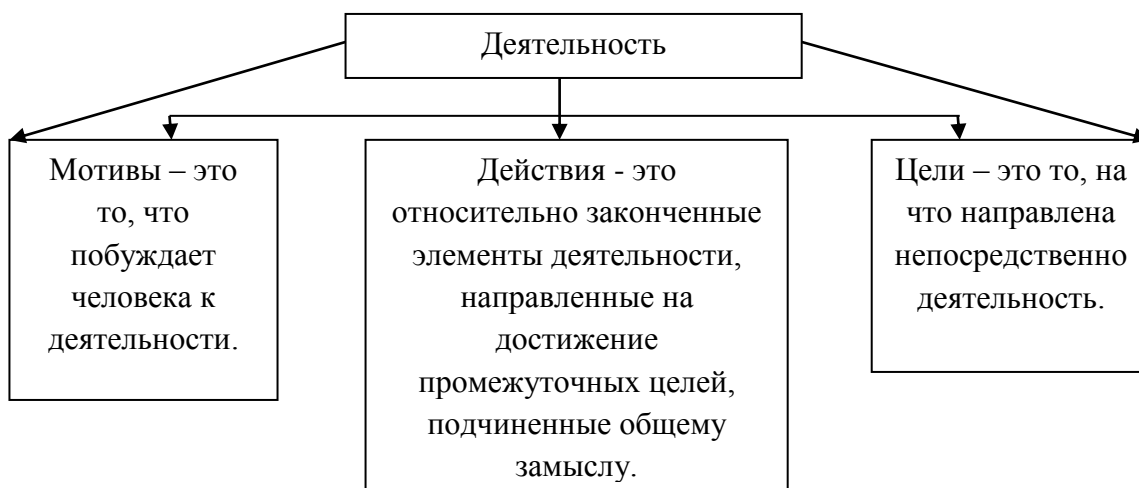 Деятельность
Мотивы – это
то, что
побуждает
человека к
деятельности.
Действия - это
относительно законченные
элементы деятельности,
направленные на
достижение
промежуточных целей,
подчиненные общему
замыслу.
Цели – это то, на
что направлена
непосредственно
деятельность.